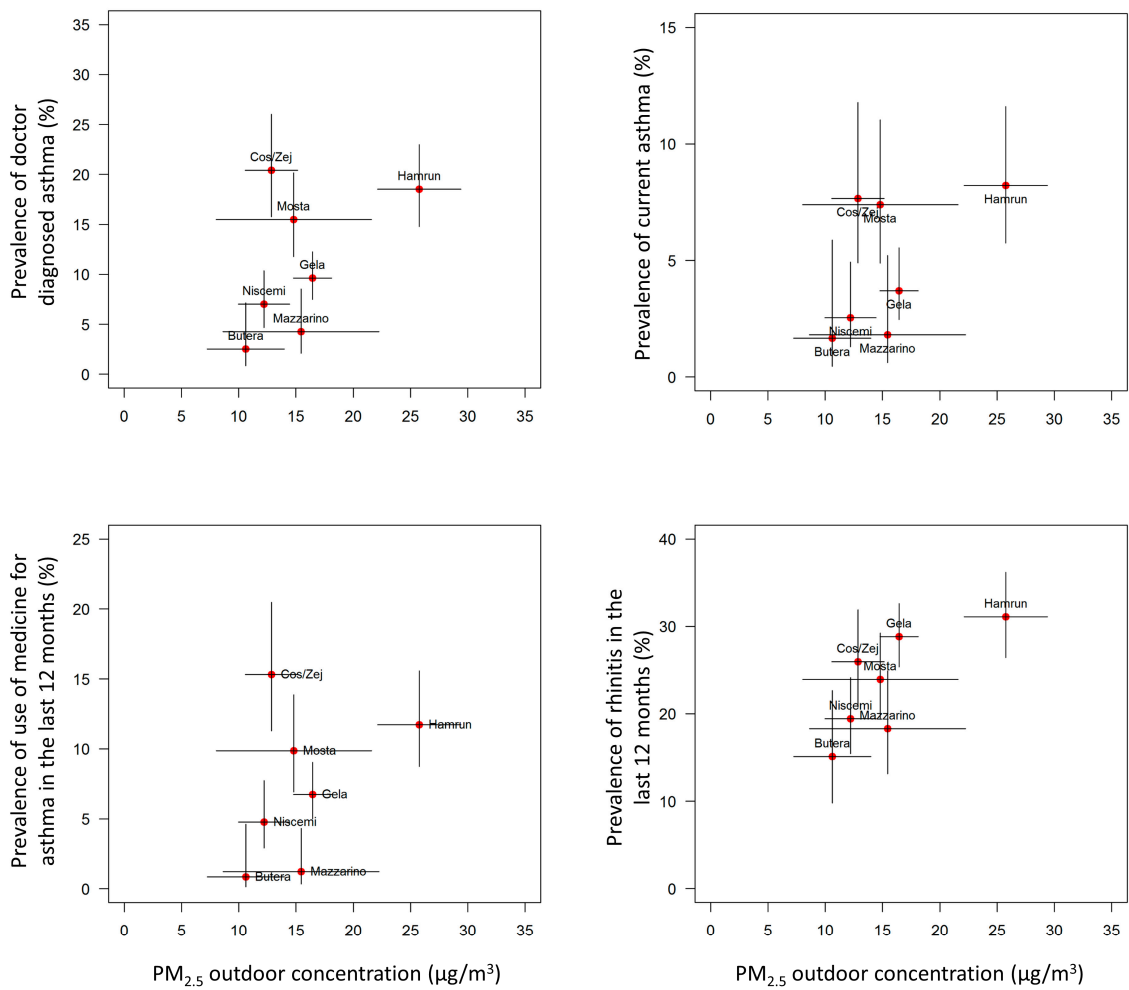 Prevalence of doctor
diagnosed asthma (%)
35
30
25
20
15
10
5
0
Cos/Zej
Hamrun
Mosta
Gela
Niscemi
Mazzarino
Butera
0 5 10 15 20 25 30 35
Prevalence of current asthma (%)
15
10
5
0
Hamrun
Cos/Zej
Mosta
Gela
Niscemi
Mazzarino
Butera
0 5 10 15 20 25 30 35
Prevalence of use of medicine for
asthma in the last 12 months (%)
25
20
15
10
5
0
Cos/Zej
Hamrun
Mosta
Gela
Niscemi
Mazzarino
Butera
0 5 10 15 20 25 30 35
PM2.5 outdoor concentration (μg/m³)
Prevalence of rhinitis in the
last 12 months (%)
40
30
20
10
0
Hamrun
Gela
Cos/Zej
Mosta
Niscemi
Mazzarino
Butera
0 5 10 15 20 25 30 35
PM2.5 outdoor concentration (μg/m³)